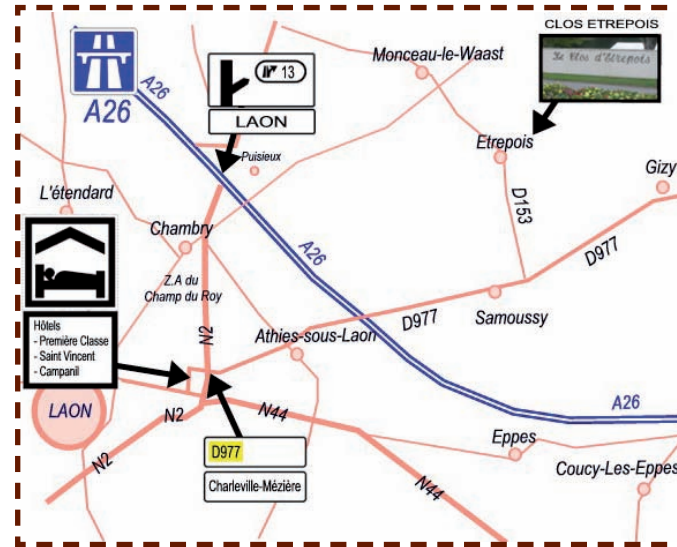 CLOS ETREPOIS
Le Clos d'étrepois
Monceau-le-Waast
A26
A26
13
LAON
Puisieux
Etrepois
Gizy
L'étendard
D153
Chambry
A26
D977
Z.A du
Champ du Roy
N2
D977
Samoussy
Hôtels
- Première Classe
- Saint Vincent
- Campanil
Athies-sous-Laon
LAON
N2
N44
A26
Eppes
D977
N2
Charleville-Mézière
N44
Coucy-Les-Eppes